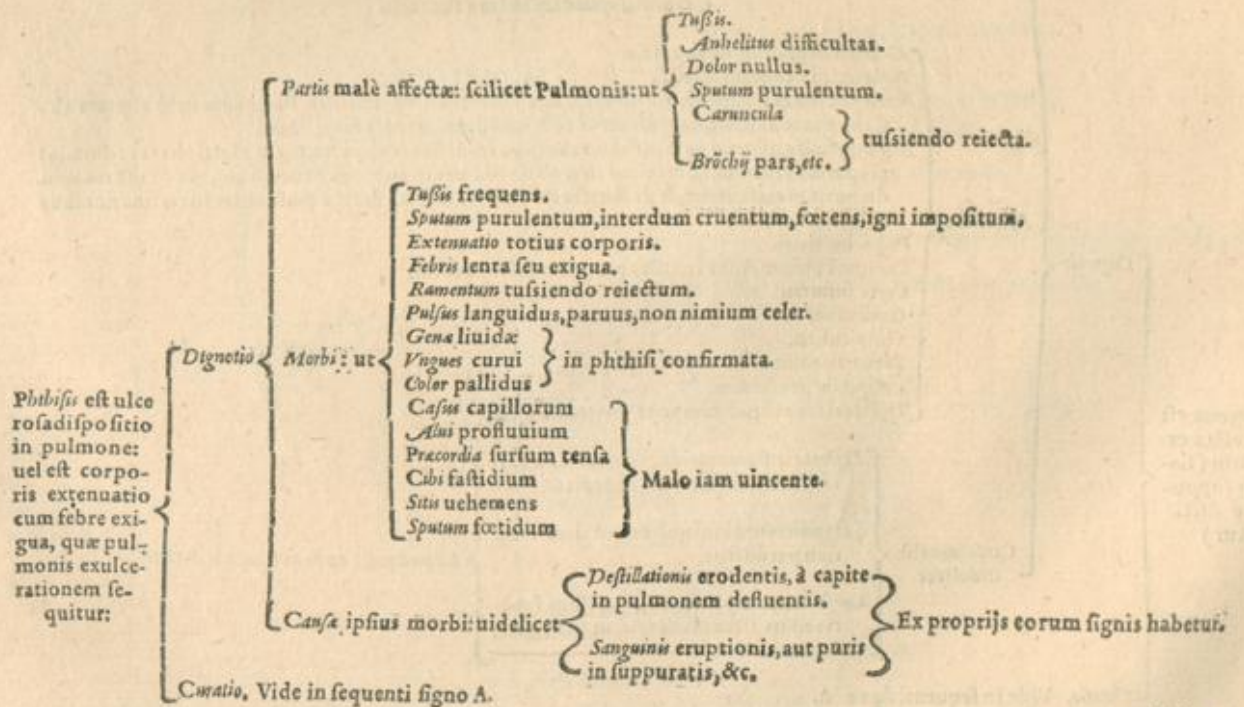 Phthisis est ulce
rosa dispositio
in pulmone:
uel est corpo-
ris extenuatio
cum febre exi-
gua, quæ pul-
monis exulce-
rationem se-
quitur:
Dignotio
Partis malè affectæ: scilicet Pulmonis: ut
Tußis.
Anhelitus difficultas.
Dolor nullus.
Sputum purulentum.
Caruncula
Brõchij pars, etc.
tussiendo reiecta.
Morbi: ut
Tußis frequens.
Sputum purulentum, interdum cruentum, fœtens, igni impositum,
Extenuatio totius corporis.
Febris lenta seu exigua.
Ramentum tussiendo reiectum.
Pulsus languidus, paruus, non nimium celer.
Genæ liuidæ
Vngues curui
Color pallidus
in phthisi confirmata.
Casus capillorum
Alui profluuium
Præcordia sursum tensa
Cibi fastidium
Sitis uehemens
Sputum fœtidum
Malo iam uincente.
Causæ ipsius morbi: uidelicet
Destillationis erodentis, à capite
in pulmonem defluentis.
Sanguinis eruptionis, aut puris
in suppuratis, &c.
Ex proprijs eorum signis habetur.
Curatio. Vide in sequenti signo A.